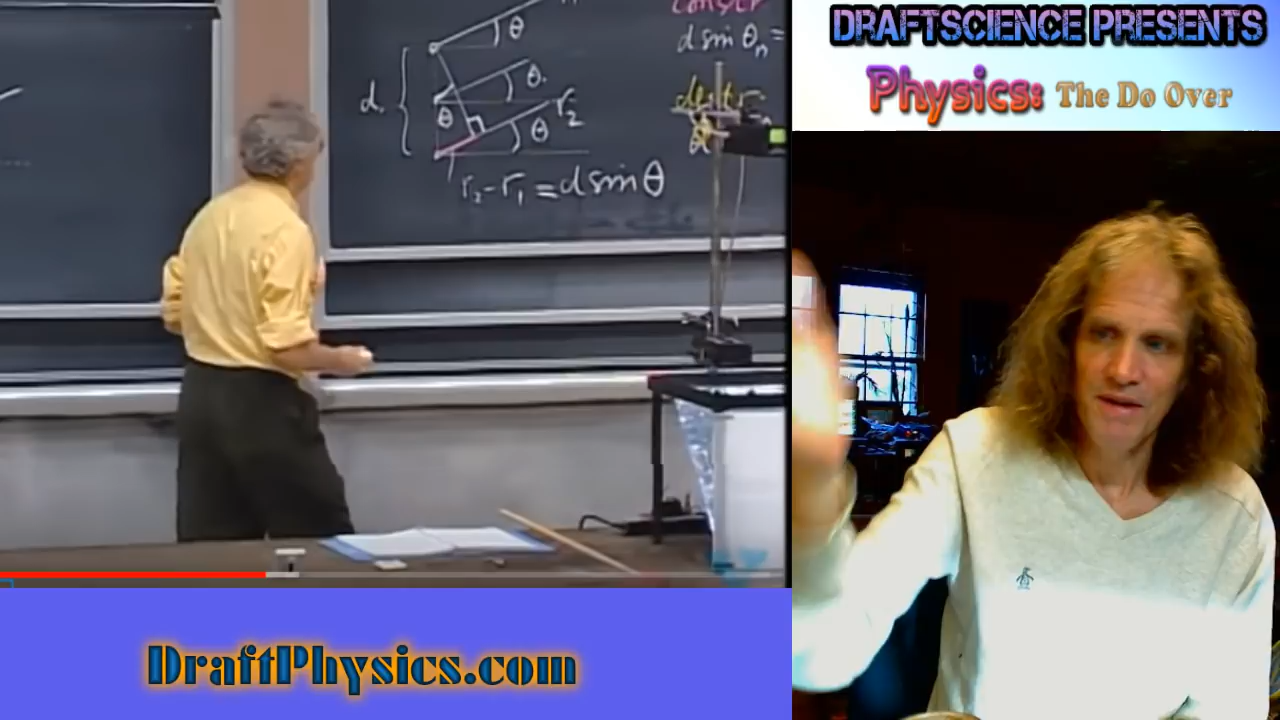 DRAFTSCIENCE PRESENTS
Physics: The Do Over
θ
d sin θn =
d
θ.
r2
θ
θ
r2 - r1 = d sin θ
DraftPhysics.com